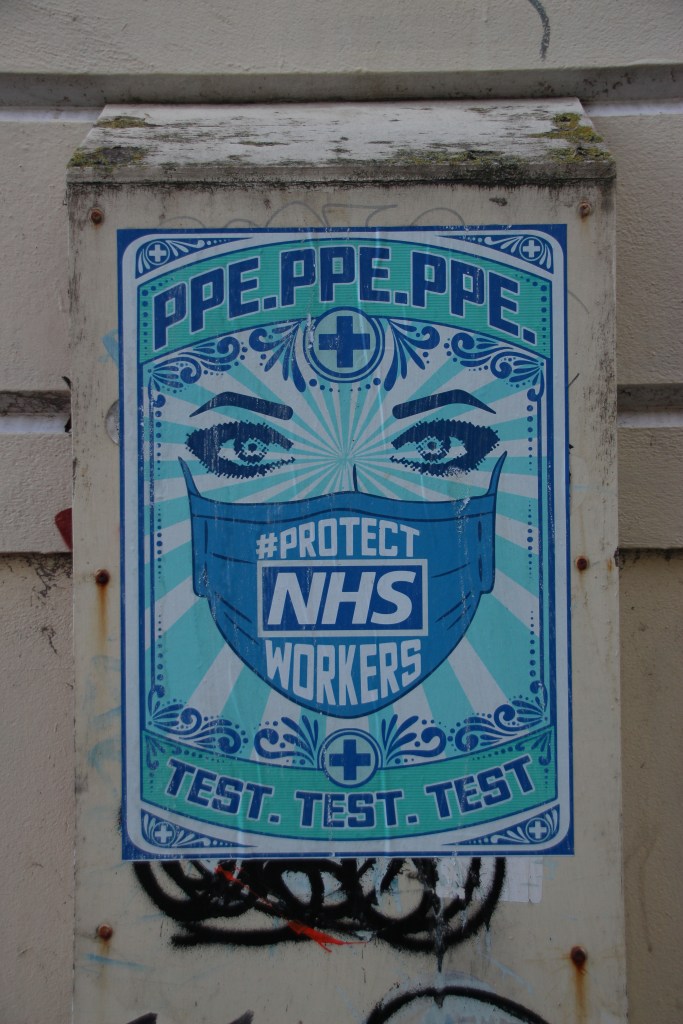 PPE.PPE.PPE.
#PROTECT
NHS
WORKERS
TEST. TEST. TEST